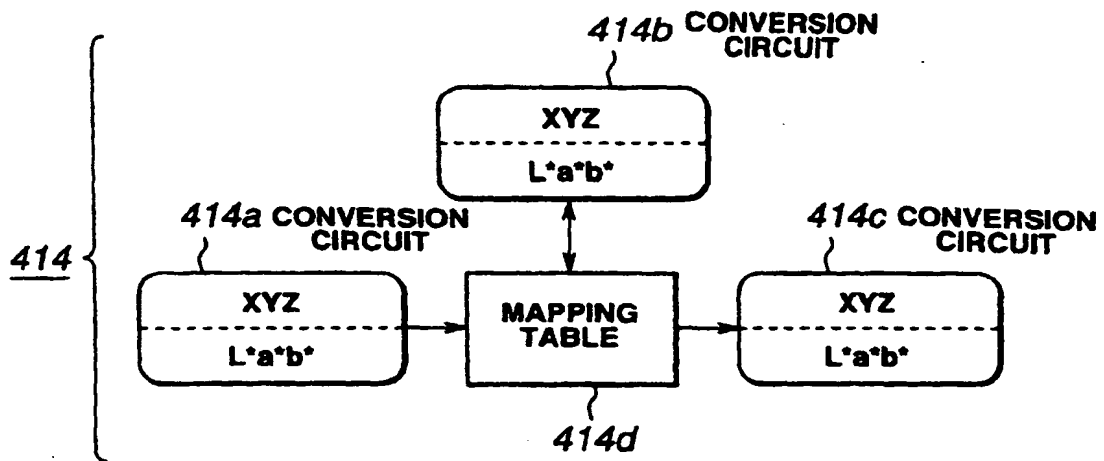 414b CONVERSION
CIRCUIT
XYZ
L*a*b*
414a CONVERSION
CIRCUIT
414c CONVERSION
CIRCUIT
414
XYZ
L*a*b*
MAPPING
TABLE
XYZ
L*a*b*
414d